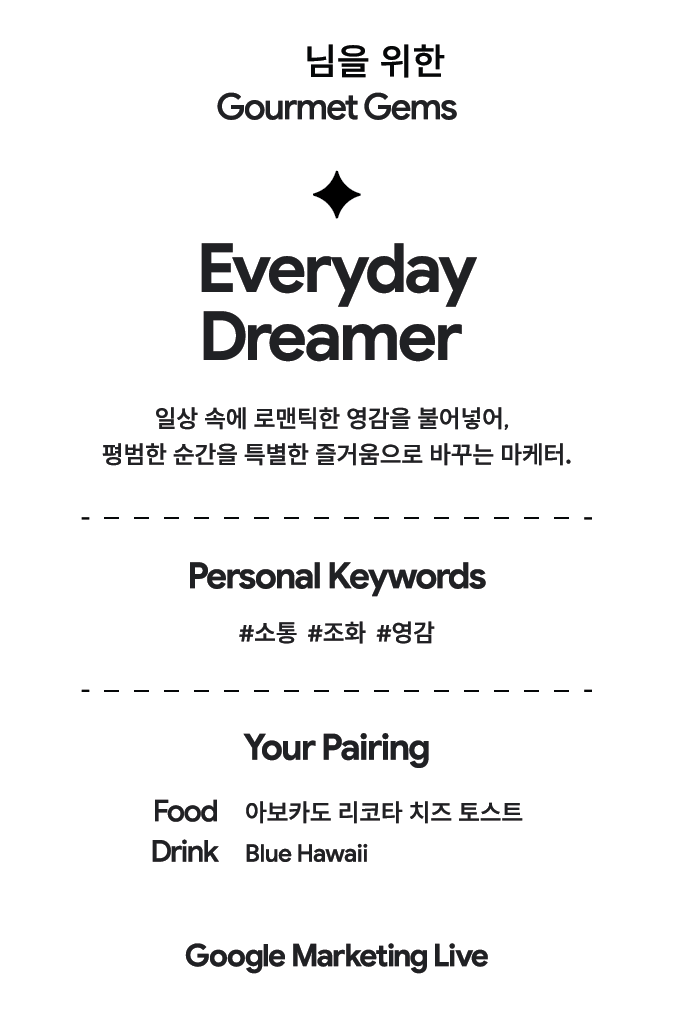 님을 위한
Gourmet Gems
Everyday
Dreamer
일상 속에 로맨틱한 영감을 불어넣어,
평범한 순간을 특별한 즐거움으로 바꾸는 마케터.
Personal Keywords
#소통 #조화 #영감
Your Pairing
Food 아보카도 리코타 치즈 토스트
Drink Blue Hawaii
Google Marketing Live